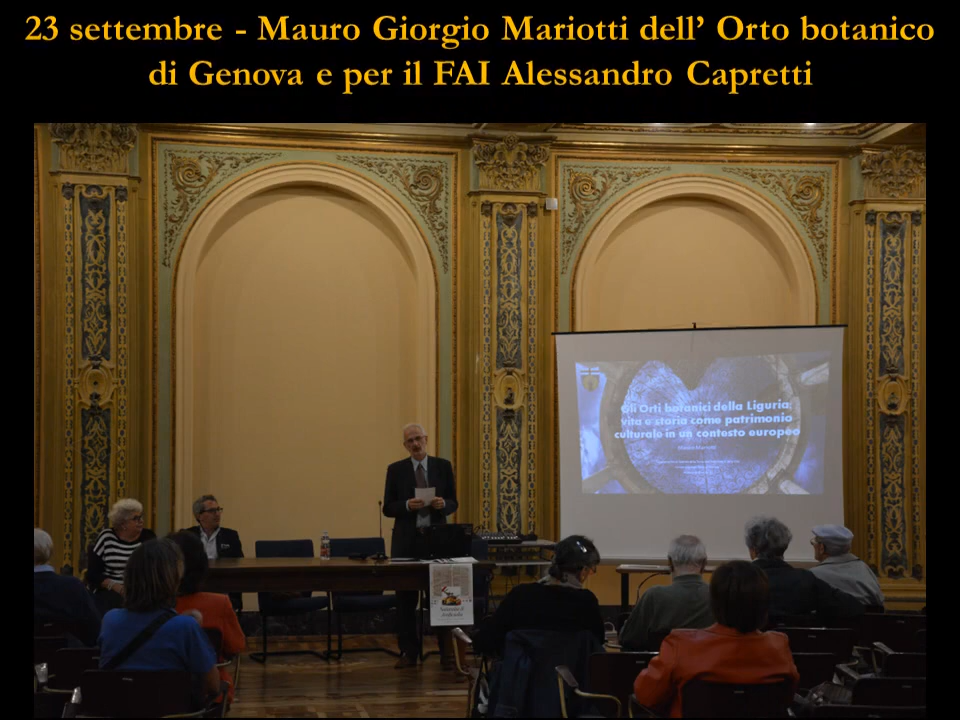 23 settembre - Mauro Giorgio Mariotti dell’ Orto botanico
di Genova e per il FAI Alessandro Capretti
Gli Orti botanici della Liguria:
vita e storia come patrimonio
culturale in un contesto europeo